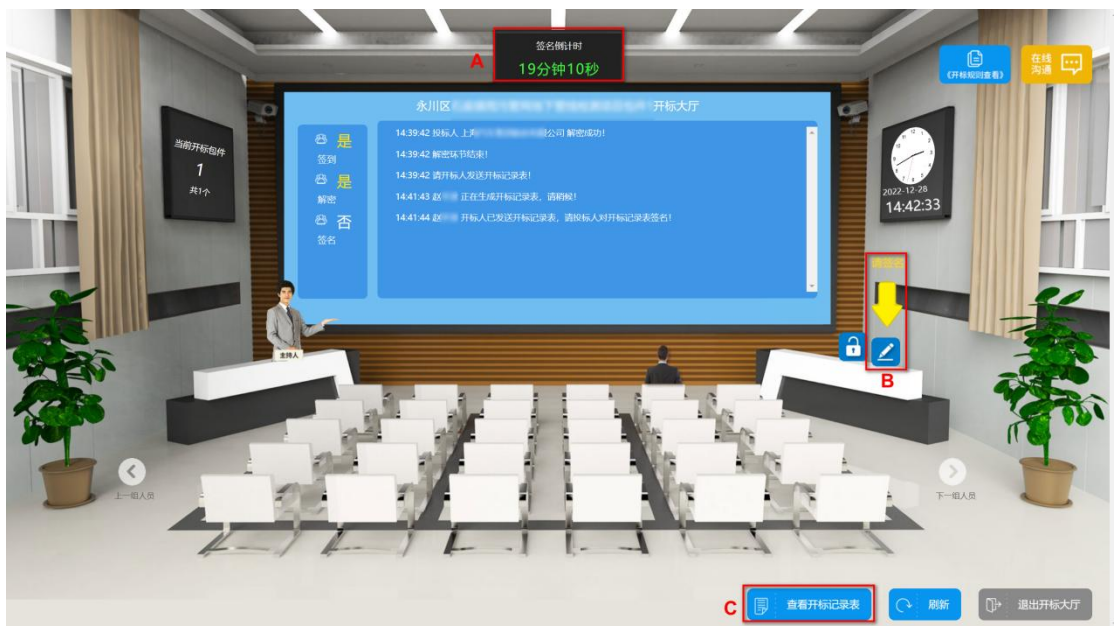 签名倒计时
A
19分钟10秒
《开标规则查看》
在线
沟通
永川区
开标大厅
当前开标包件
1
共1个
是
签到
是
解密
否
签名
14:39:42 投标人 上海
公司 解密成功!
14:39:42 解密环节结束!
14:39:42 请开标人发送开标记录表!
14:41:43 赵 正在生成开标记录表,请稍候!
14:41:44 赵 开标人已发送开标记录表,请投标人对开标记录表签名!
2022-12-28
14:42:33
请签名
B
主持人
上一组人员
下一组人员
C
查看开标记录表
刷新
退出开标大厅